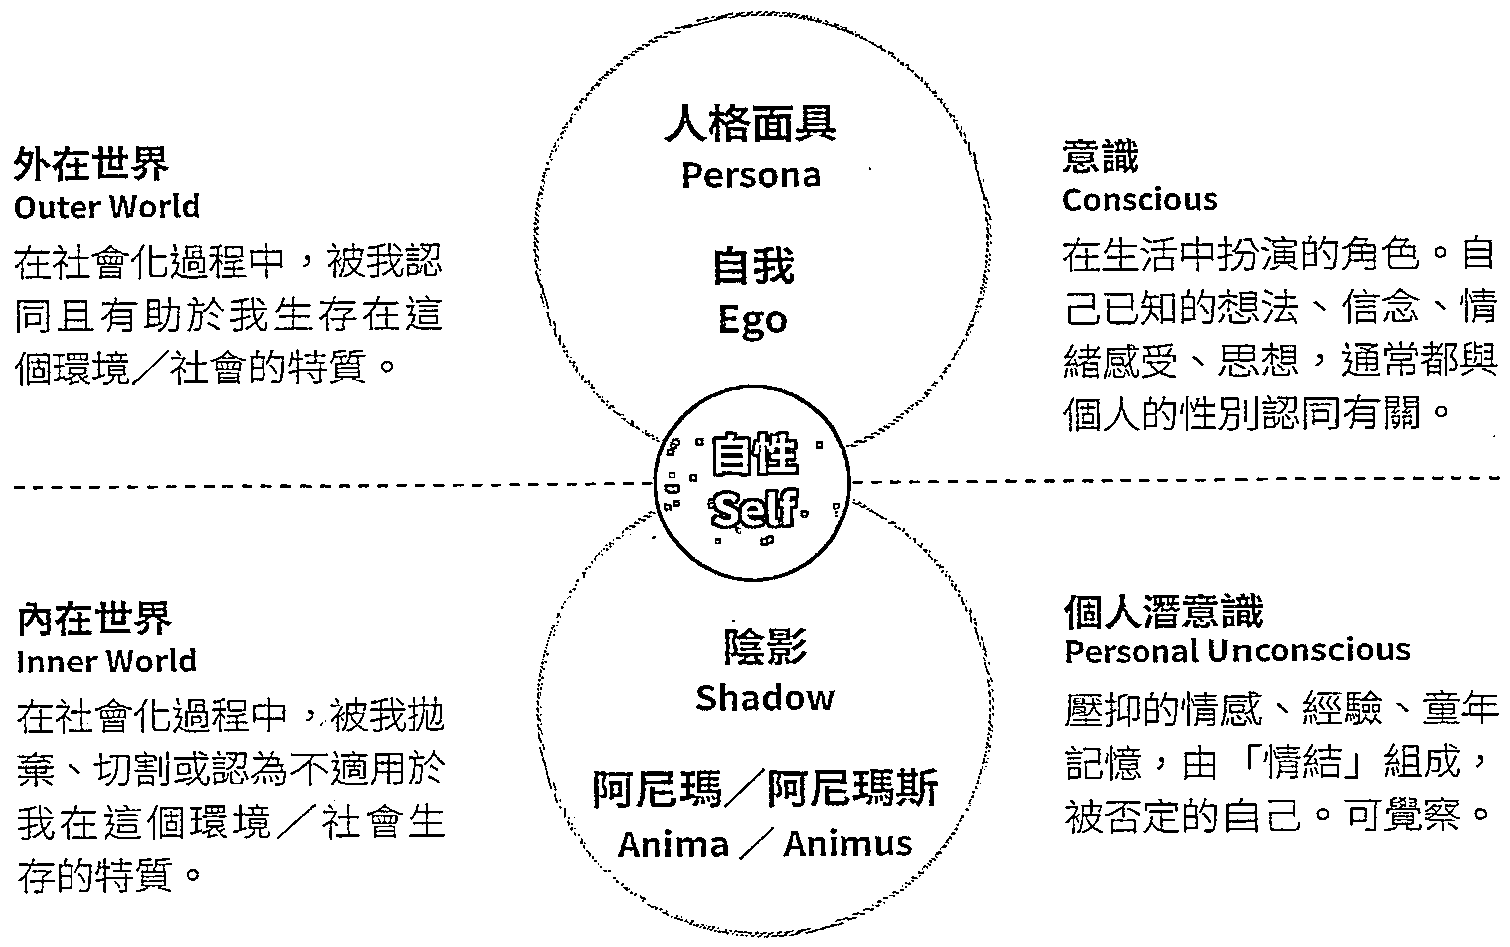 人格面具
Persona
自我
Ego
外在世界
Outer World
在社會化過程中，被我認
同且有助於我生存在這
個環境／社會的特質。
意識
Conscious
在生活中扮演的角色。自
己已知的想法、信念、情
緒感受、思想，通常都與
個人的性別認同有關。
自性
Self
內在世界
Inner World
在社會化過程中，被我拋
棄、切割或認為不適用於
我在這個環境／社會生
存的特質。
陰影
Shadow
阿尼瑪／阿尼瑪斯
Anima ／ Animus
個人潛意識
Personal Unconscious
壓抑的情感、經驗、童年
記憶，由「情結」組成，
被否定的自己。可覺察。